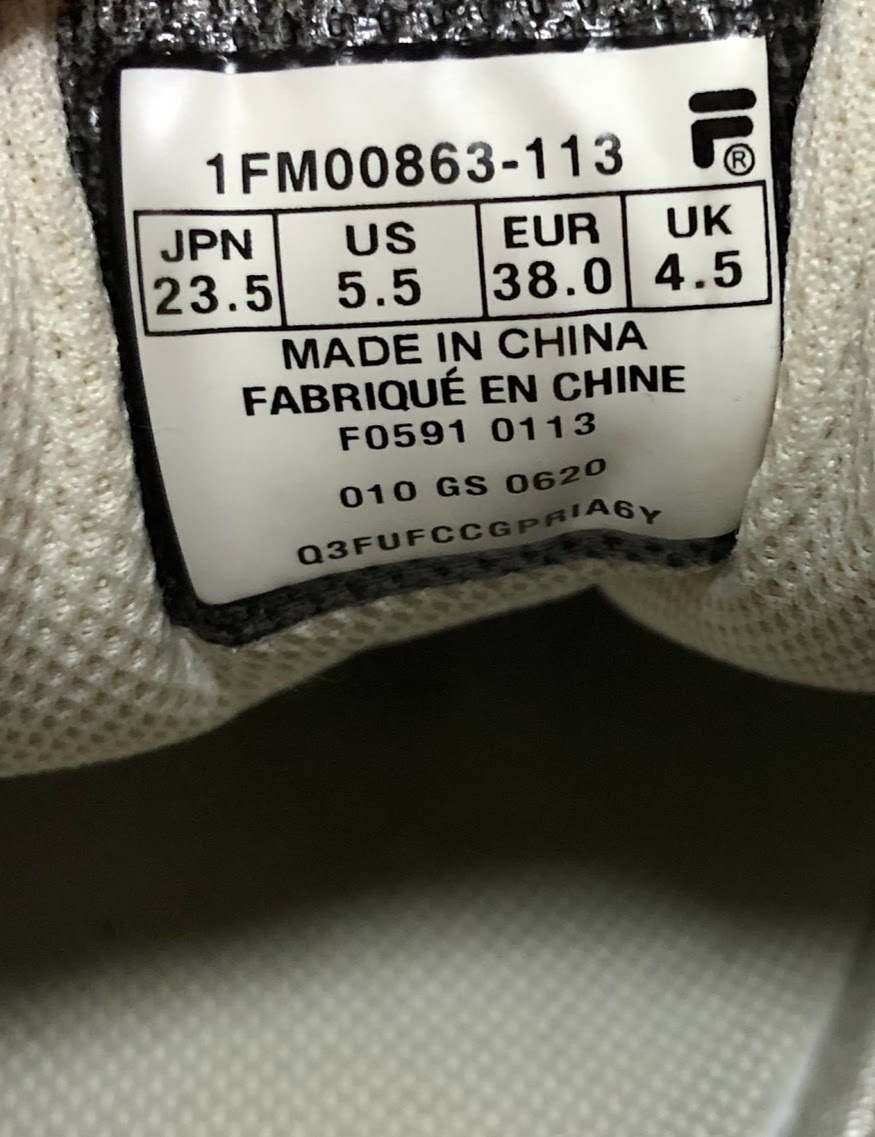 1FM00863-113
®
JPN US EUR UK
23.5 5.5 38.0 4.5
MADE IN CHINA
FABRIQUÉ EN CHINE
F0591 0113
010 GS 0620
Q3FUFCCGPRIA6Y